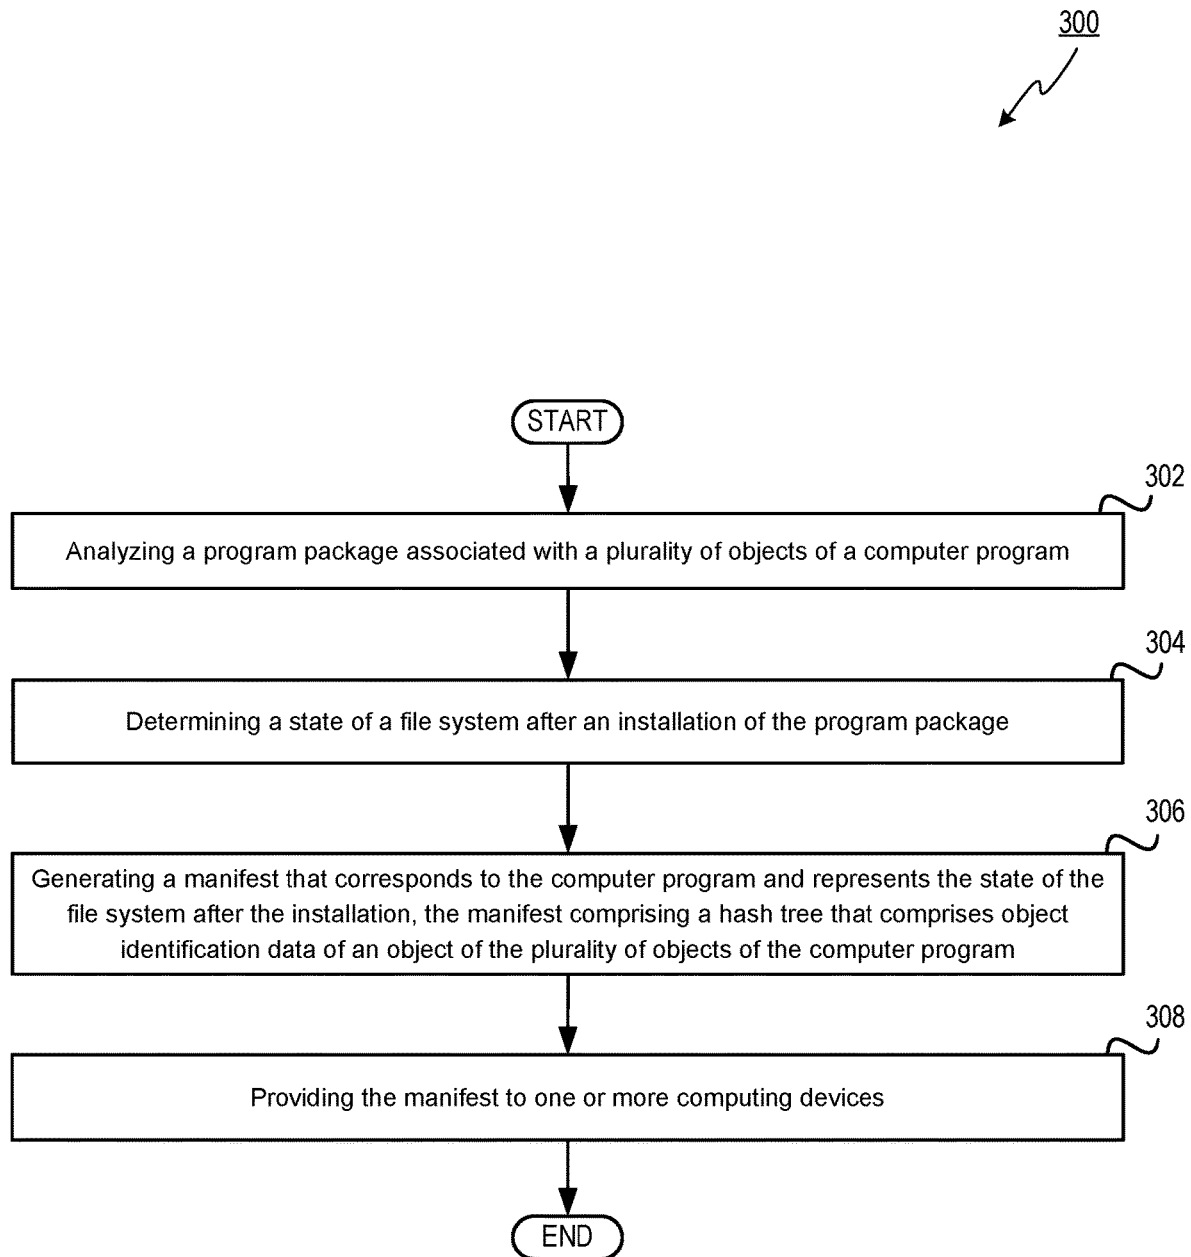 300
START
302
Analyzing a program package associated with a plurality of objects of a computer program
304
Determining a state of a file system after an installation of the program package
306
Generating a manifest that corresponds to the computer program and represents the state of the
file system after the installation, the manifest comprising a hash tree that comprises object
identification data of an object of the plurality of objects of the computer program
308
Providing the manifest to one or more computing devices
END